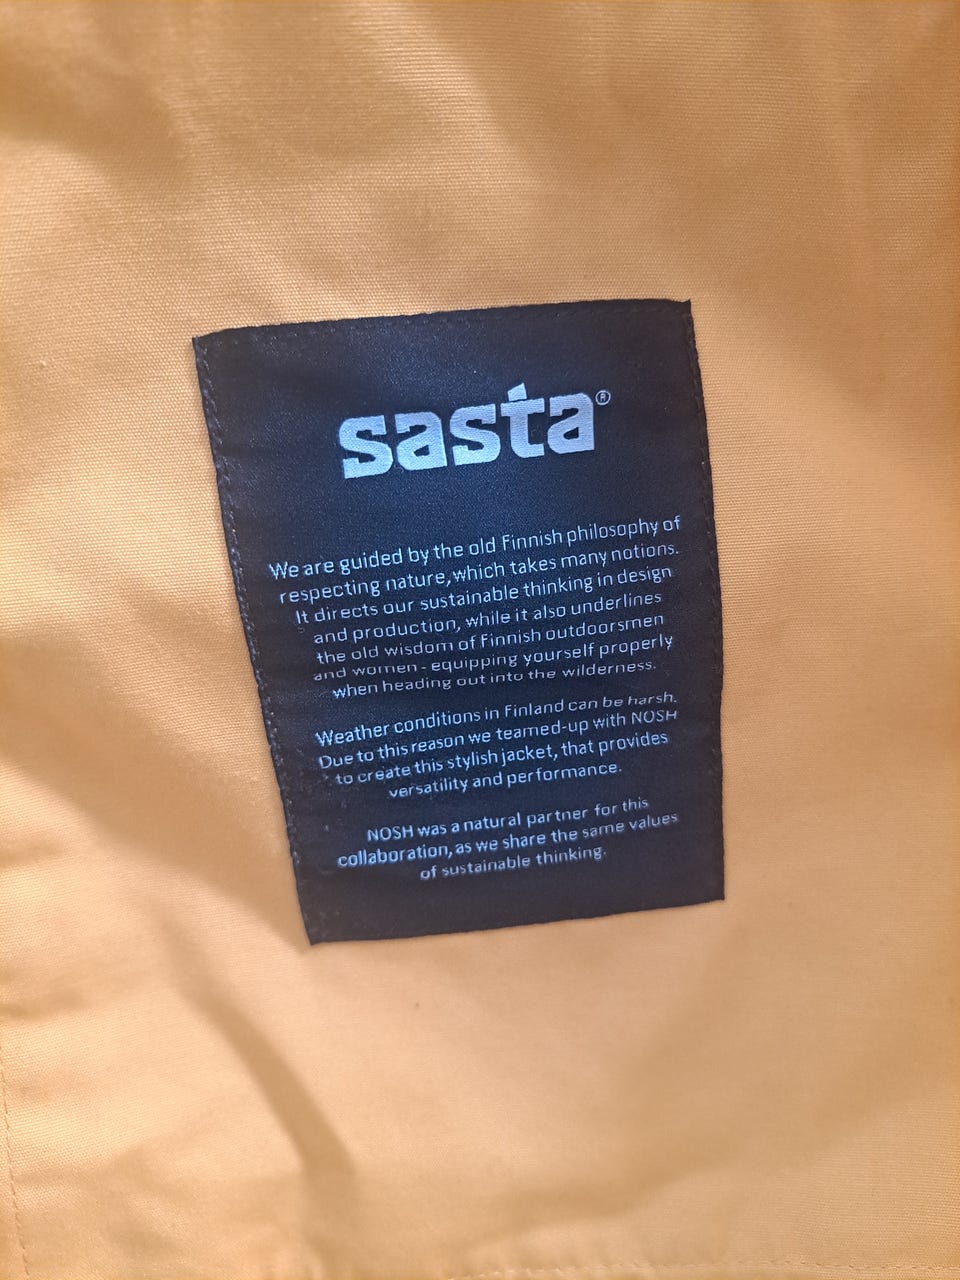 sasta®
We are guided by the old Finnish philosophy of
respecting nature, which takes many notions.
It directs our sustainable thinking in design
and production, while it also underlines
the old wisdom of Finnish outdoorsmen
and women - equipping yourself properly
when heading out into the wilderness.
Weather conditions in Finland can be harsh.
Due to this reason we teamed-up with NOSH
to create this stylish jacket, that provides
versatility and performance.
NOSH was a natural partner for this
collaboration, as we share the same values
of sustainable thinking.